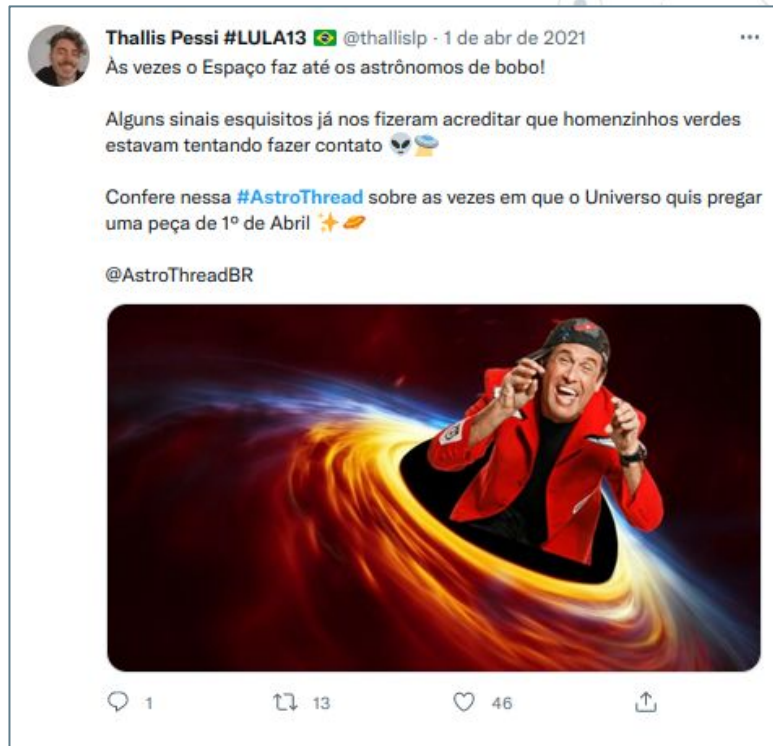 Thallis Pessi #LULA13 🇧🇷 @thallislp · 1 de abr de 2021
Às vezes o Espaço faz até os astrônomos de bobo!
Alguns sinais esquisitos já nos fizeram acreditar que homenzinhos verdes
estavam tentando fazer contato 👽🛸
Confere nessa #AstroThread sobre as vezes em que o Universo quis pregar
uma peça de 1º de Abril ✨🪐
@AstroThreadBR
1 13 46